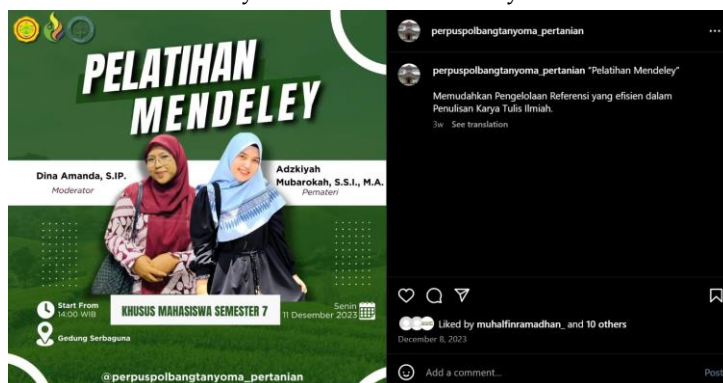 PELATIHAN
MENDELEY
Dina Amanda, S.IP.
Moderator
Adzkiyah
Mubarokah, S.S.I., M.A.
Pemateri
Start From
14:00 WIB
KHUSUS MAHASISWA SEMESTER 7
Senin
11 Desember 2023
Gedung Serbaguna
@perpuspolbangtanyoma_pertanian
perpuspolbangtanyoma_pertanian
perpuspolbangtanyoma_pertanian "Pelatihan Mendeley"
Memudahkan Pengelolaan Referensi yang efisien dalam
Penulisan Karya Tulis Ilmiah.
3w See translation
Liked by muhalfinramadhan_ and 10 others
December 8, 2023
Add a comment...
Post